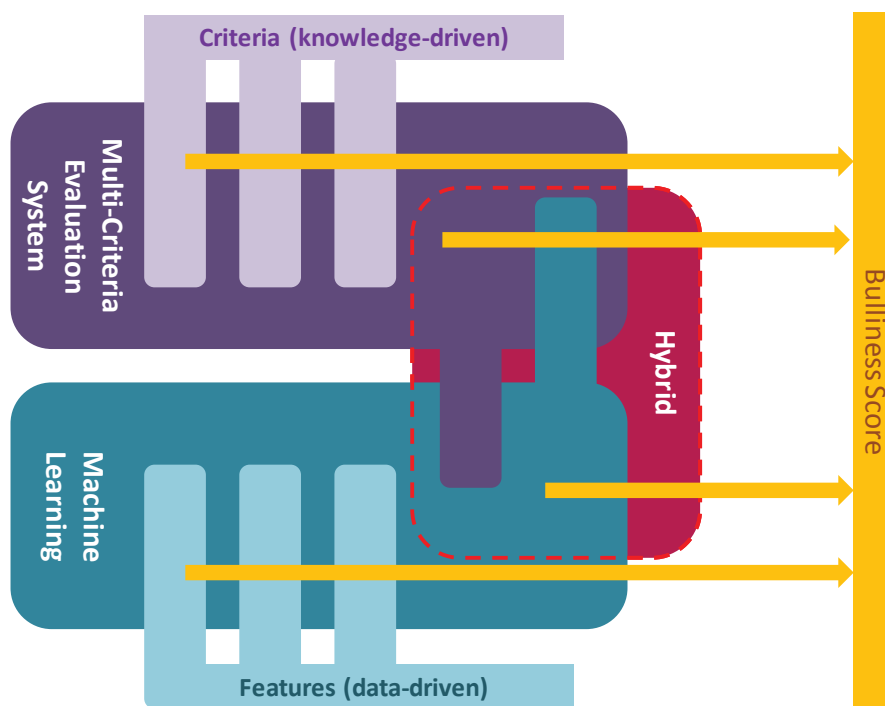 Criteria (knowledge-driven)
Multi-Criteria
Evaluation
System
Hybrid
Bulliness Score
Machine
Learning
Features (data-driven)